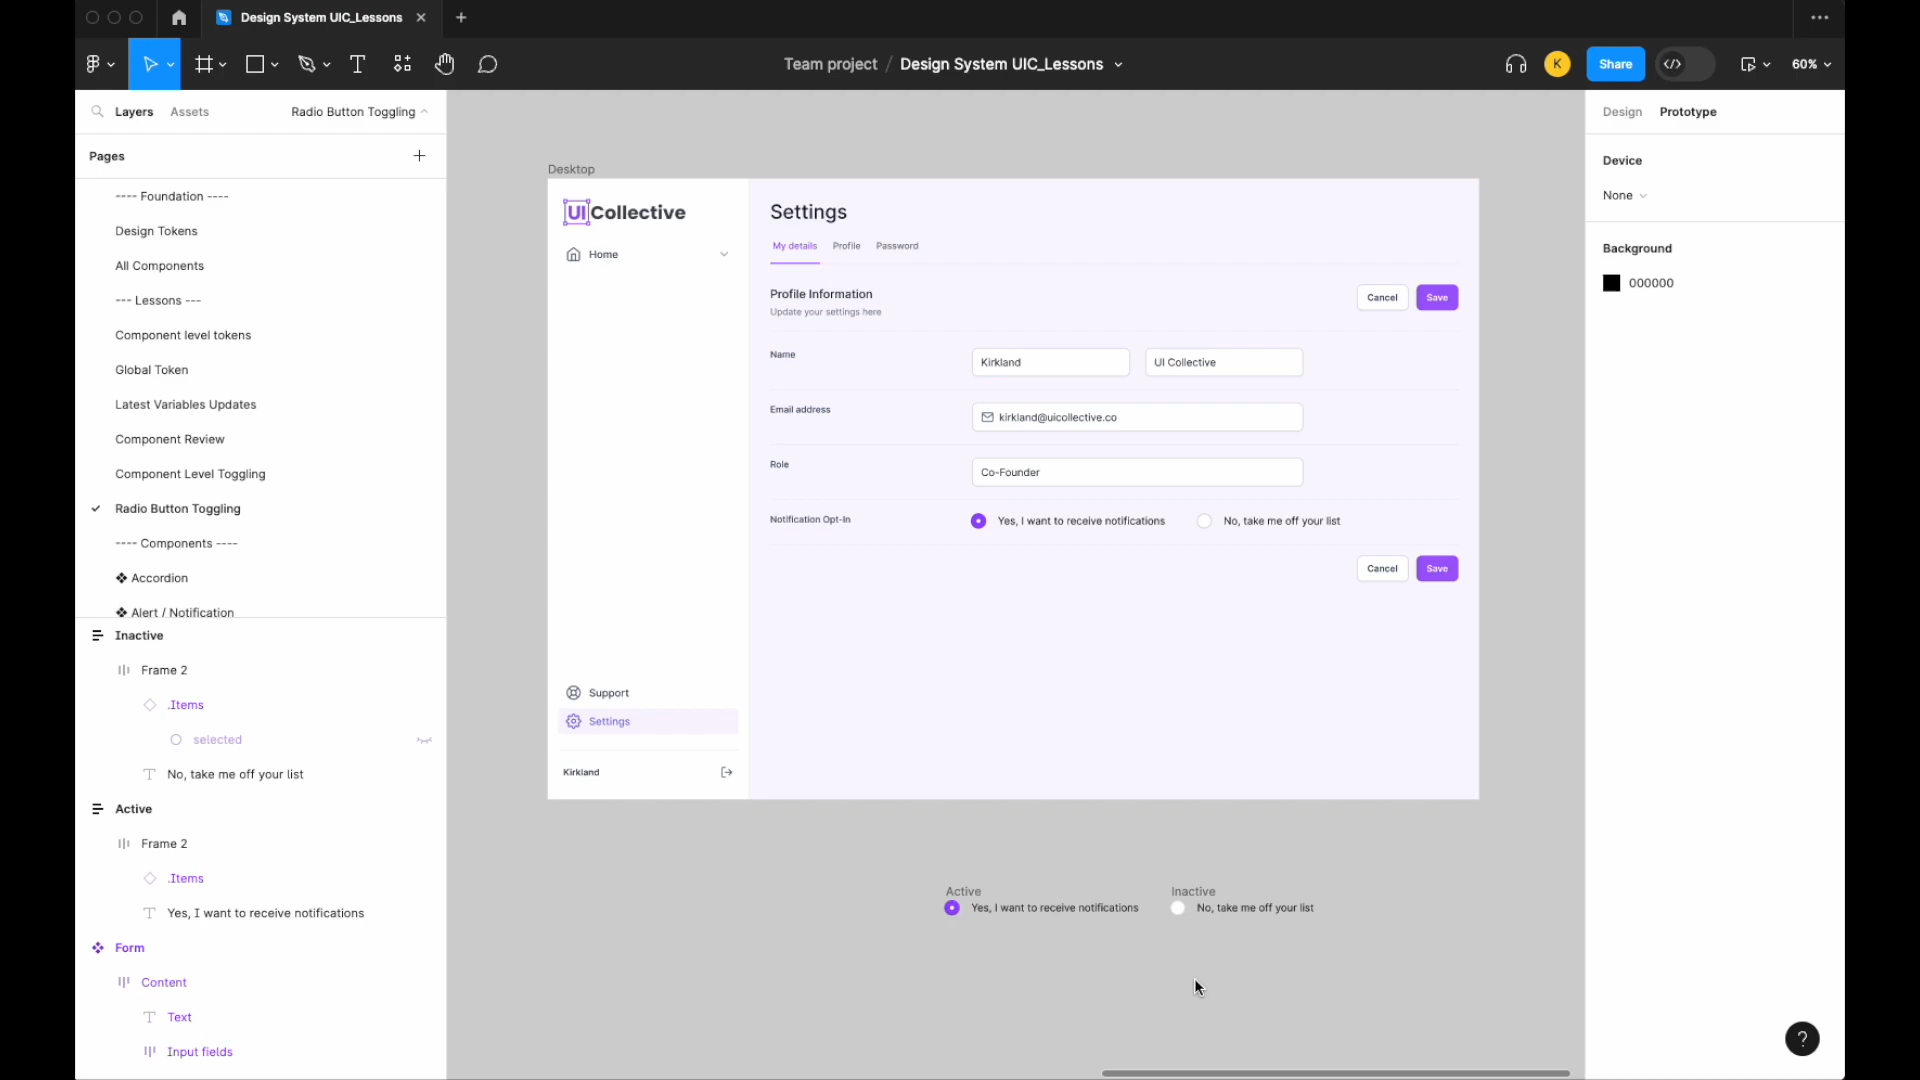 Design System UIC_Lessons
Team project / Design System UIC_Lessons
K
Share
60%
Layers
Assets
Radio Button Toggling
Pages
---- Foundation ----
Design Tokens
All Components
--- Lessons ---
Component level tokens
Global Token
Latest Variables Updates
Component Review
Component Level Toggling
Radio Button Toggling
---- Components ----
❖ Accordion
❖ Alert / Notification
Inactive
Frame 2
.Items
selected
No, take me off your list
Active
Frame 2
.Items
Yes, I want to receive notifications
Form
Content
Text
Input fields
Desktop
UICollective
Home
Support
Settings
Kirkland
Settings
My details
Profile
Password
Profile Information
Update your settings here
Cancel
Save
Name
Kirkland
UI Collective
Email address
kirkland@uicollective.co
Role
Co-Founder
Notification Opt-In
Yes, I want to receive notifications
No, take me off your list
Cancel
Save
Active
Yes, I want to receive notifications
Inactive
No, take me off your list
Design
Prototype
Device
None
Background
000000
?